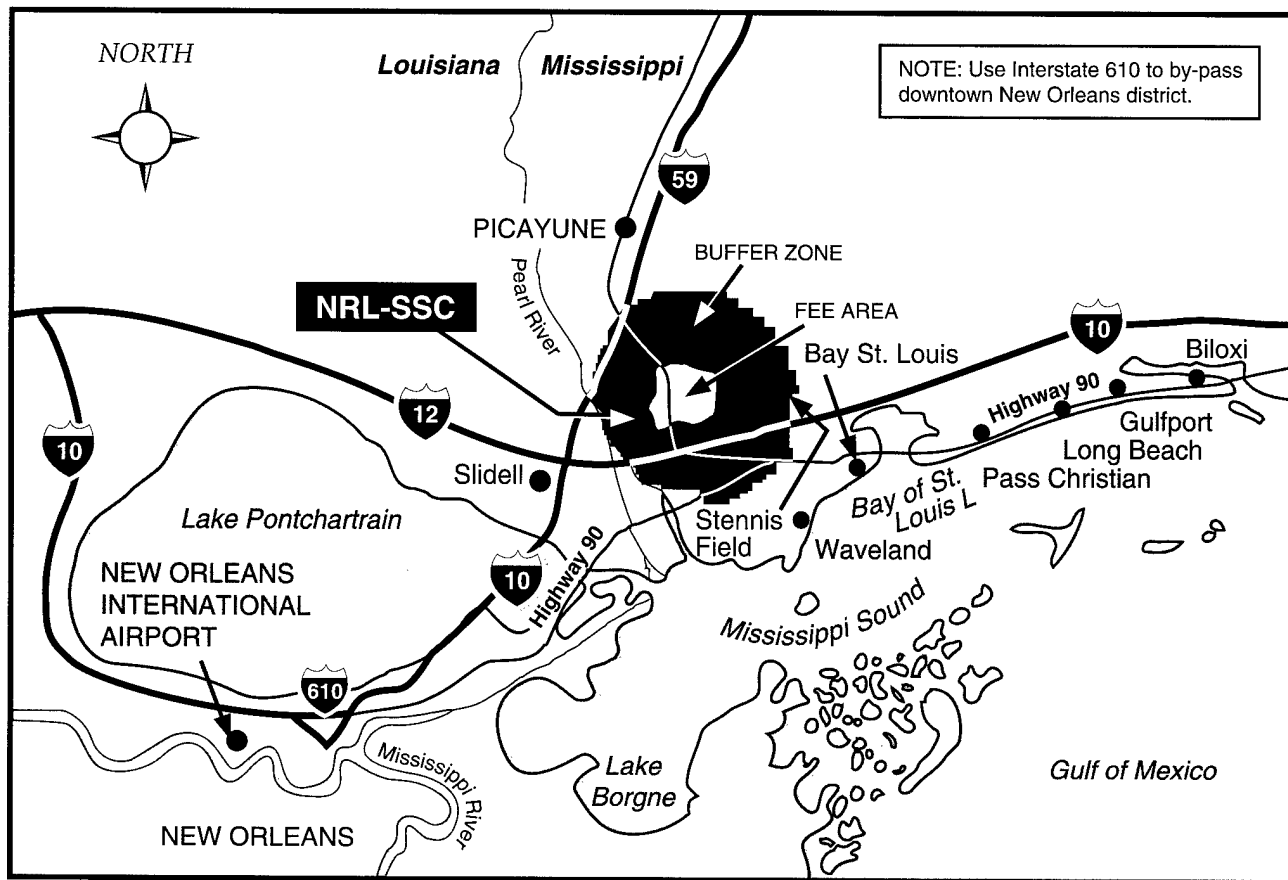 NORTH
Louisiana Mississippi
NOTE: Use Interstate 610 to by-pass
downtown New Orleans district.
59
PICAYUNE
BUFFER ZONE
Pearl River
NRL-SSC
FEE AREA
10
Bay St. Louis
Biloxi
Highway 90
12
10
Gulfport
Long Beach
Slidell
Pass Christian
Bay of St.
Louis L
Lake Pontchartrain
Stennis
Field
Waveland
10
Highway 90
NEW ORLEANS
INTERNATIONAL
AIRPORT
Mississippi Sound
610
Mississippi River
Lake
Borgne
Gulf of Mexico
NEW ORLEANS